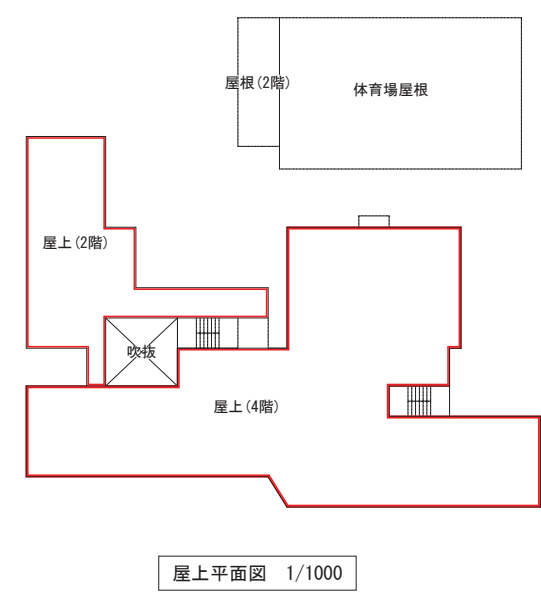 屋根(2階)
体育場屋根
屋上(2階)
吹抜
屋上(4階)
屋上平面図　1/1000